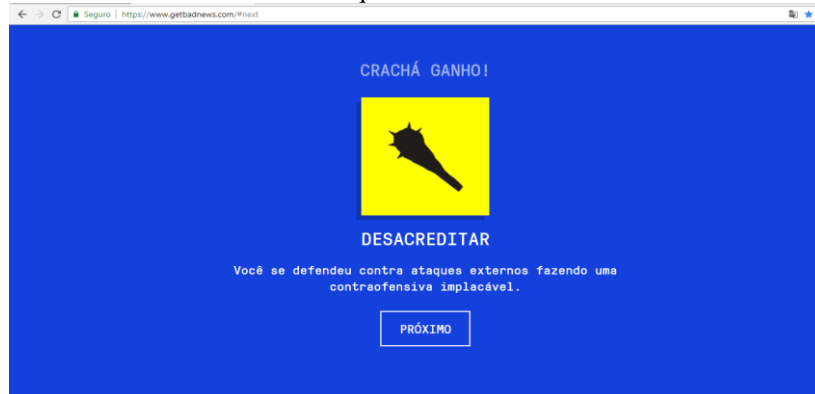 Seguro | https://www.getbadnews.com/#next
CRACHÁ GANHO!
DESACREDITAR
Você se defendeu contra ataques externos fazendo uma
contraofensiva implacável.
PRÓXIMO